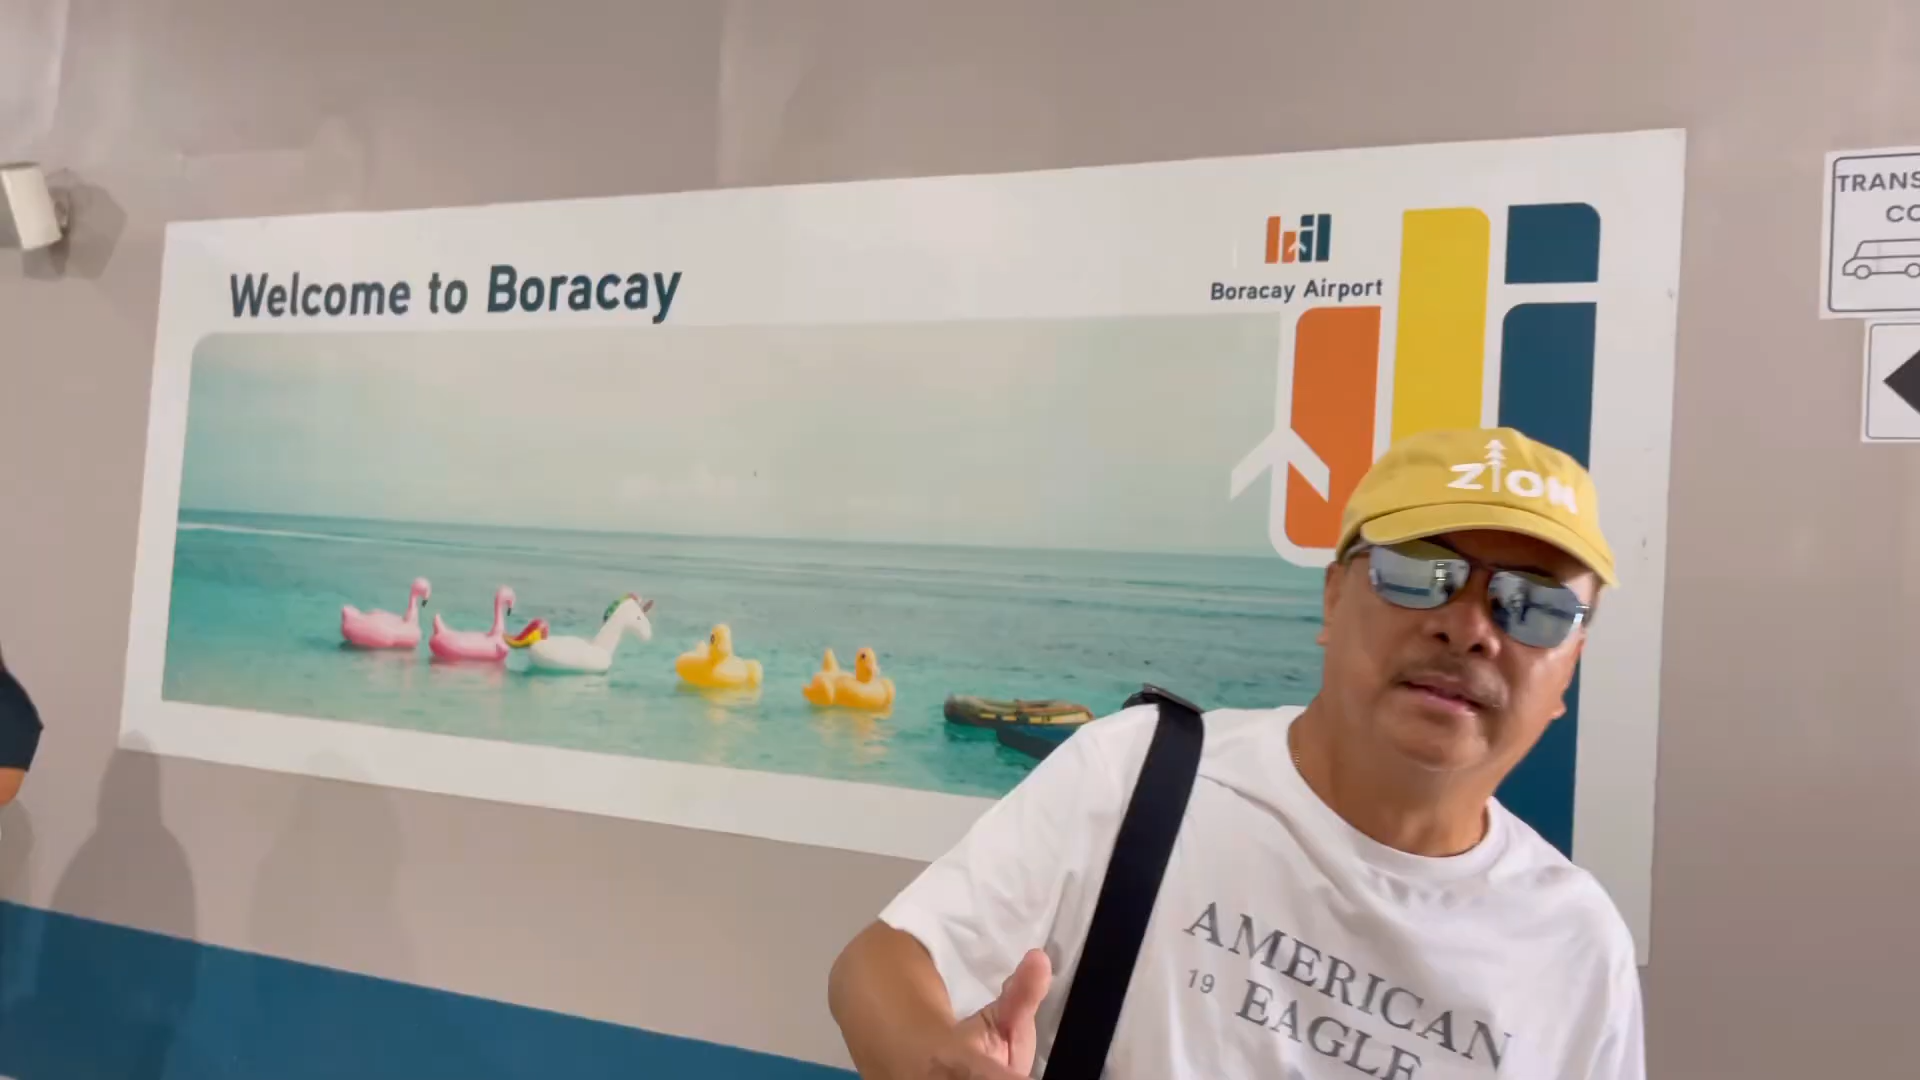 Welcome to Boracay
Boracay Airport
TRANS
CO
ZION
AMERICAN
19 EAGLE